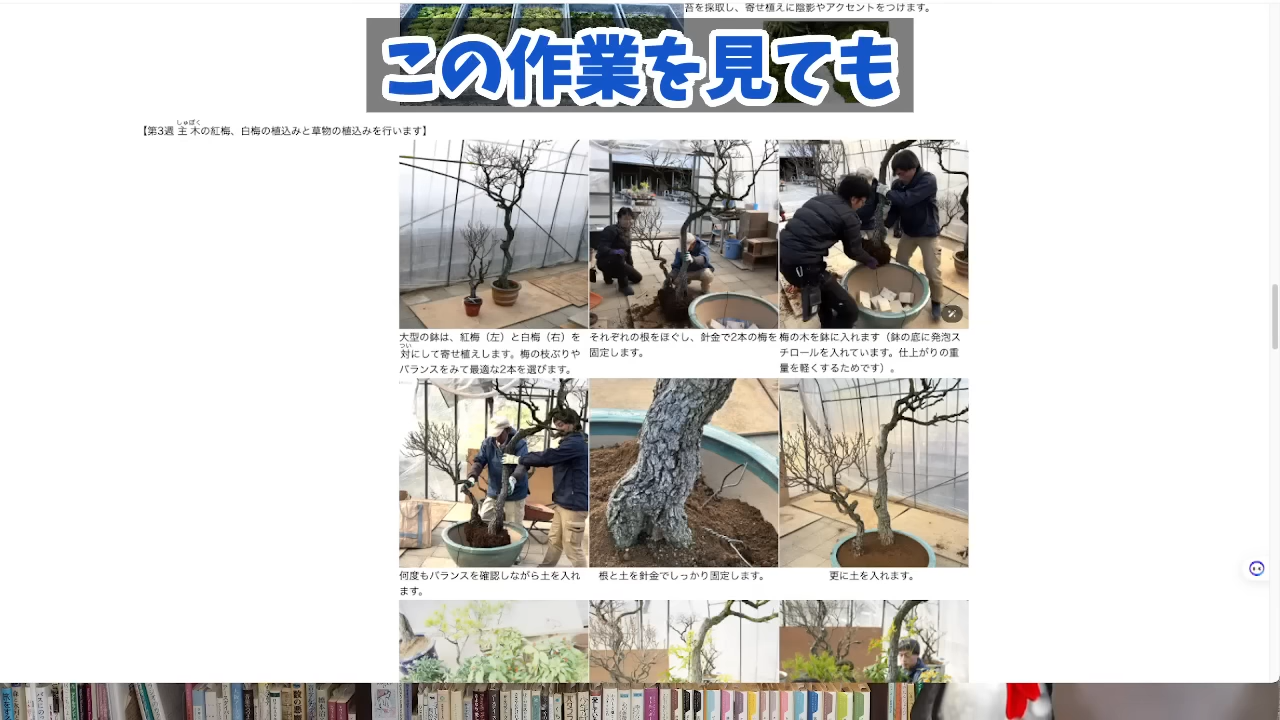 苔を採取し、寄せ植えに陰影やアクセントをつけます。
この作業を見ても
しゅぼく
【第3週 主 木の紅梅、白梅の植込みと草物の植込みを行います】
大型の鉢は、紅梅（左）と白梅（右）を
つい
対にして寄せ植えします。梅の枝ぶりや
バランスをみて最適な2本を選びます。
それぞれの根をほぐし、針金で2本の梅を
固定します。
梅の木を鉢に入れます（鉢の底に発泡ス
チロールを入れています。仕上がりの重
量を軽くするためです）。
何度もバランスを確認しながら土を入れ
ます。
根と土を針金でしっかり固定します。
更に土を入れます。